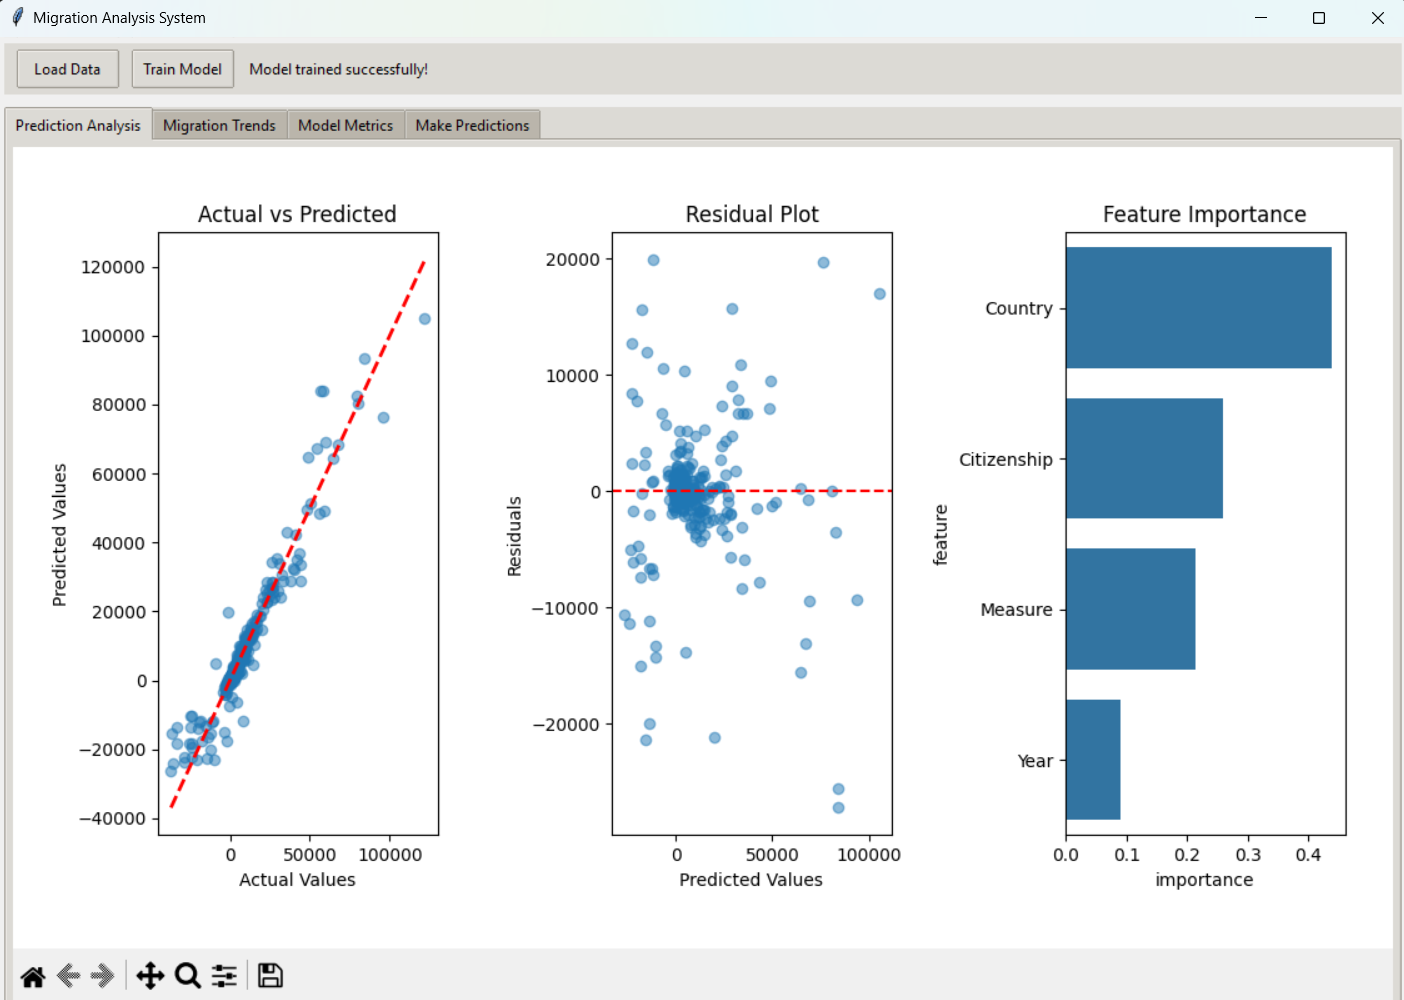 Migration Analysis System
Load Data
Train Model
Model trained successfully!
Prediction Analysis
Migration Trends
Model Metrics
Make Predictions
Actual vs Predicted
120000
100000
80000
60000
40000
20000
0
−20000
−40000
Predicted Values
0
50000
100000
Actual Values
Residual Plot
20000
10000
0
−10000
−20000
Residuals
0
50000
100000
Predicted Values
Feature Importance
Country
Citizenship
Measure
Year
feature
0.0
0.1
0.2
0.3
0.4
importance